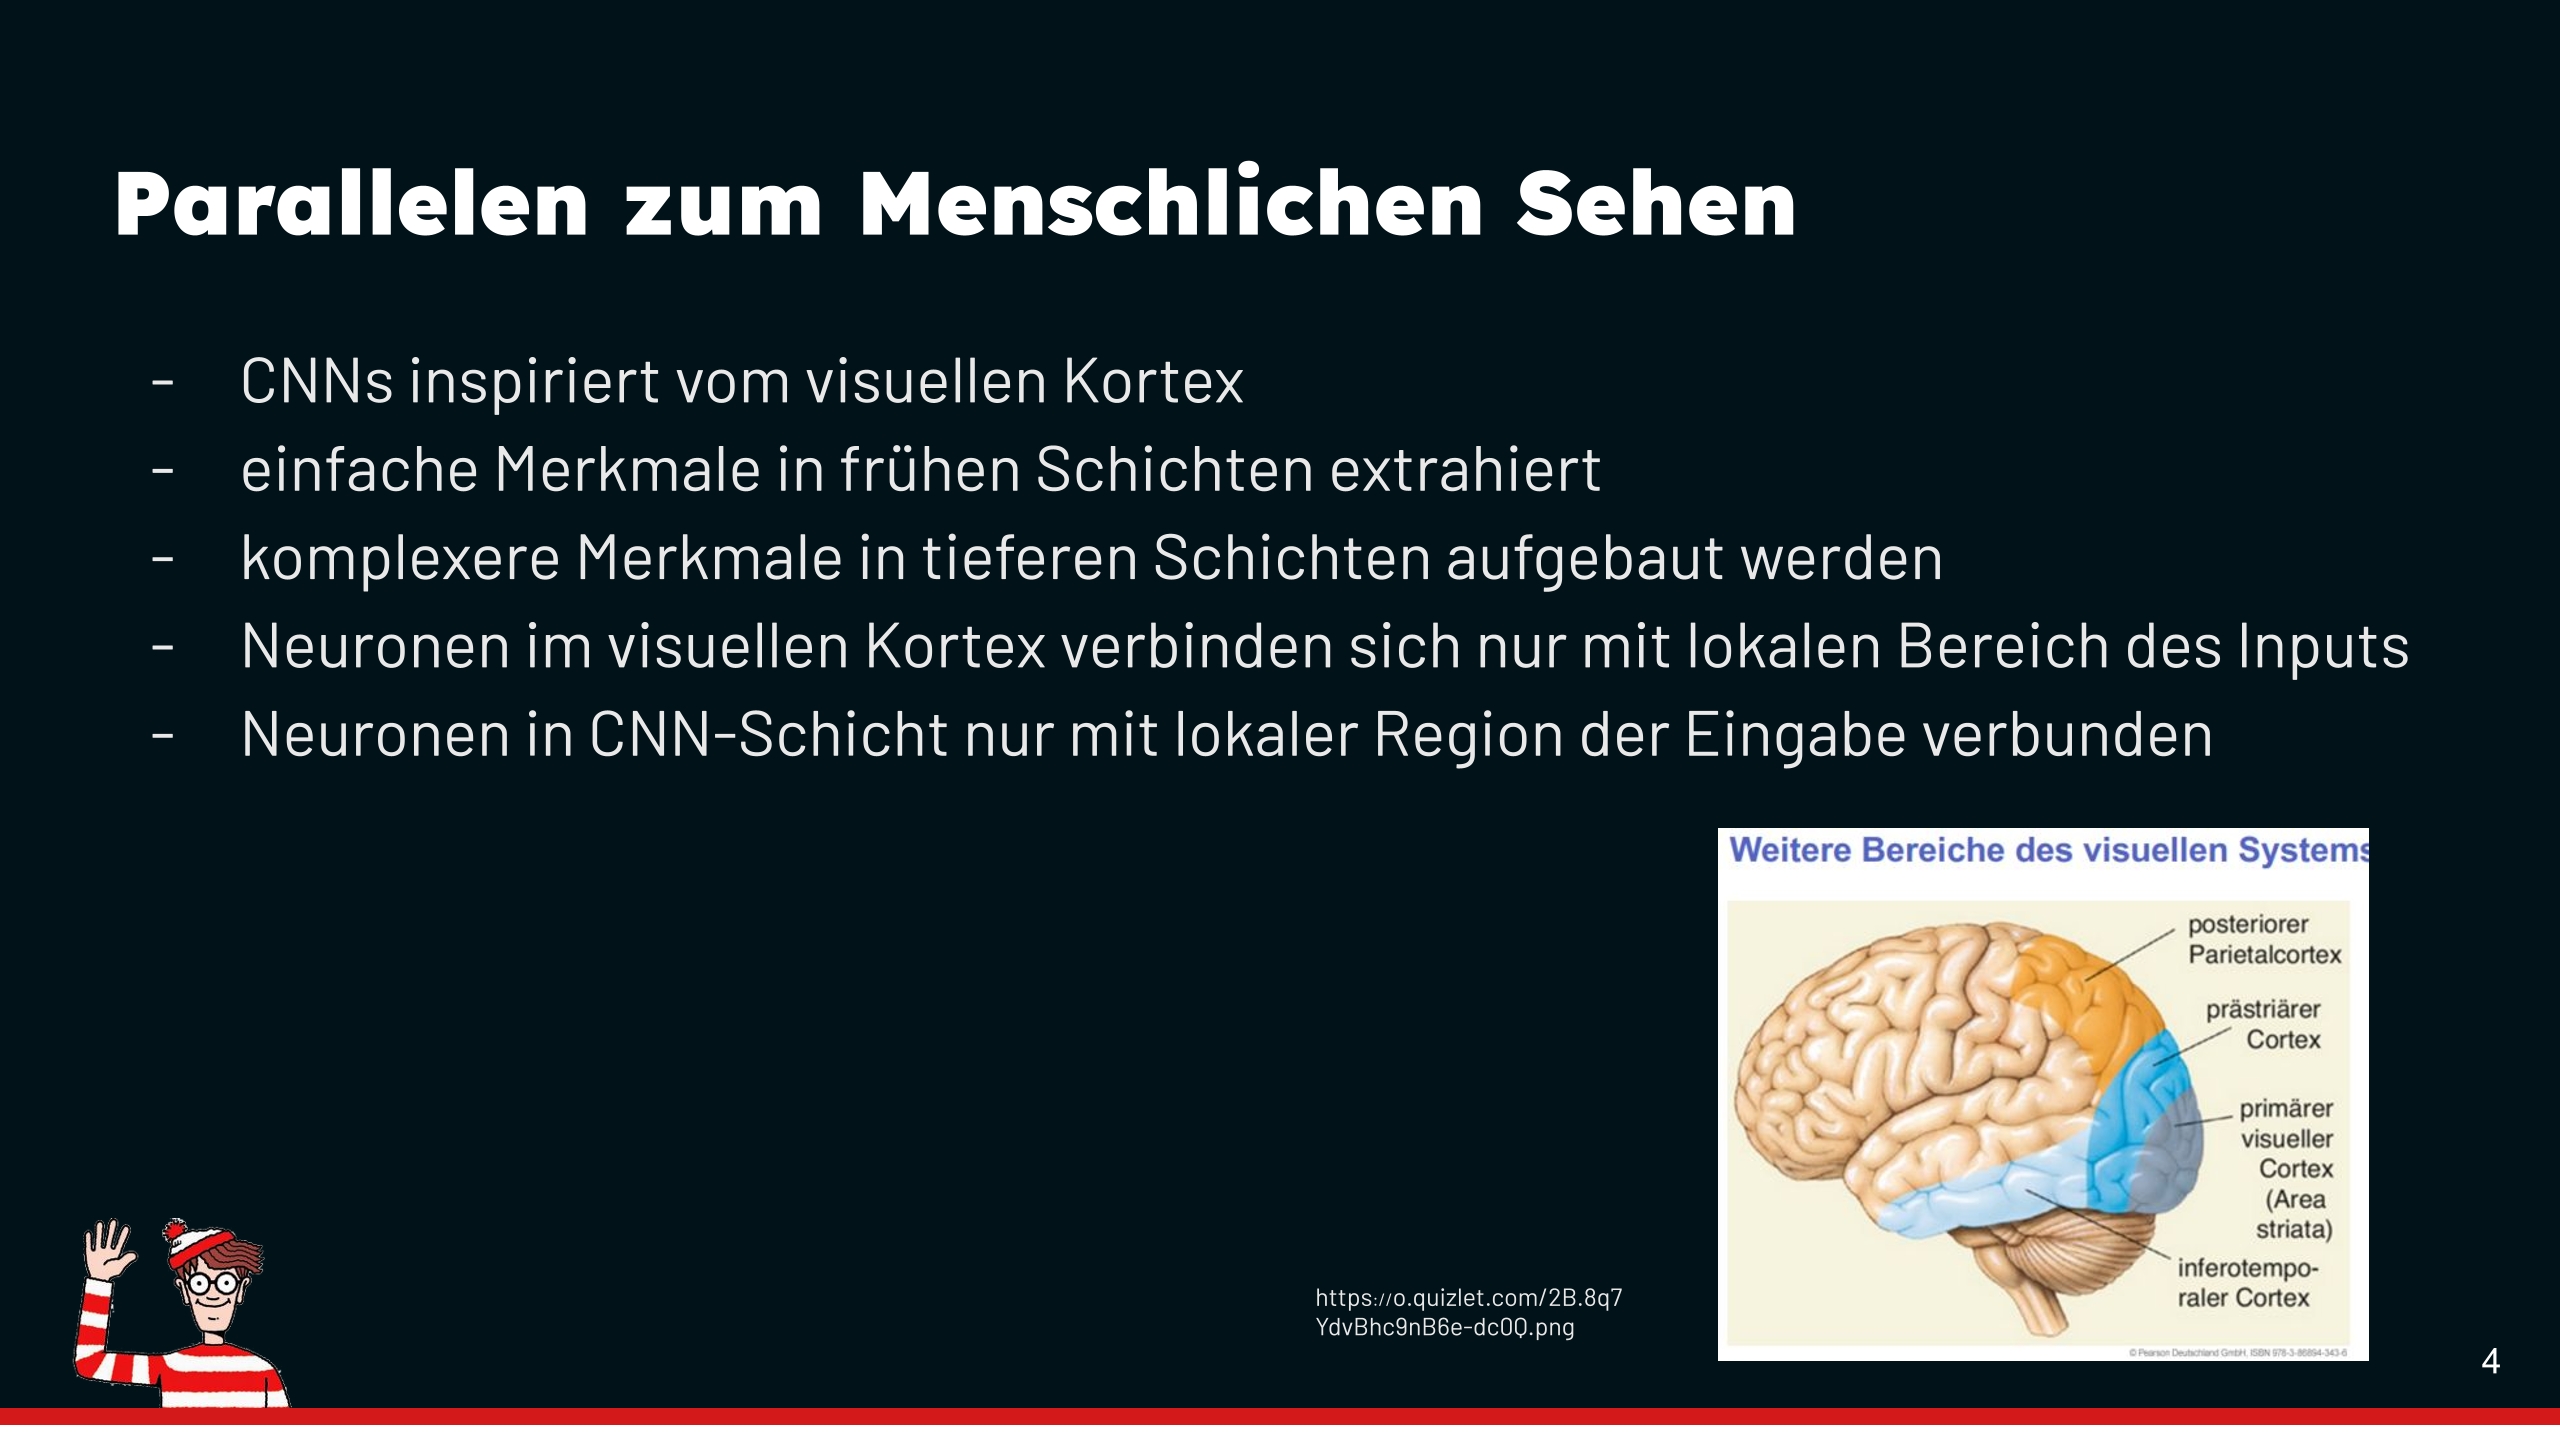 Parallelen zum Menschlichen Sehen
- CNNs inspiriert vom visuellen Kortex
- einfache Merkmale in frühen Schichten extrahiert
- komplexere Merkmale in tieferen Schichten aufgebaut werden
- Neuronen im visuellen Kortex verbinden sich nur mit lokalen Bereich des Inputs
- Neuronen in CNN-Schicht nur mit lokaler Region der Eingabe verbunden
Weitere Bereiche des visuellen Systems
posteriorer
Parietalcortex
prästriärer
Cortex
primärer
visueller
Cortex
(Area
striata)
inferotempo-
raler Cortex
© Pearson Deutschland GmbH, ISBN 978-3-86894-343-6
https://o.quizlet.com/2B.8q7
YdvBhc9nB6e-dc0Q.png
4